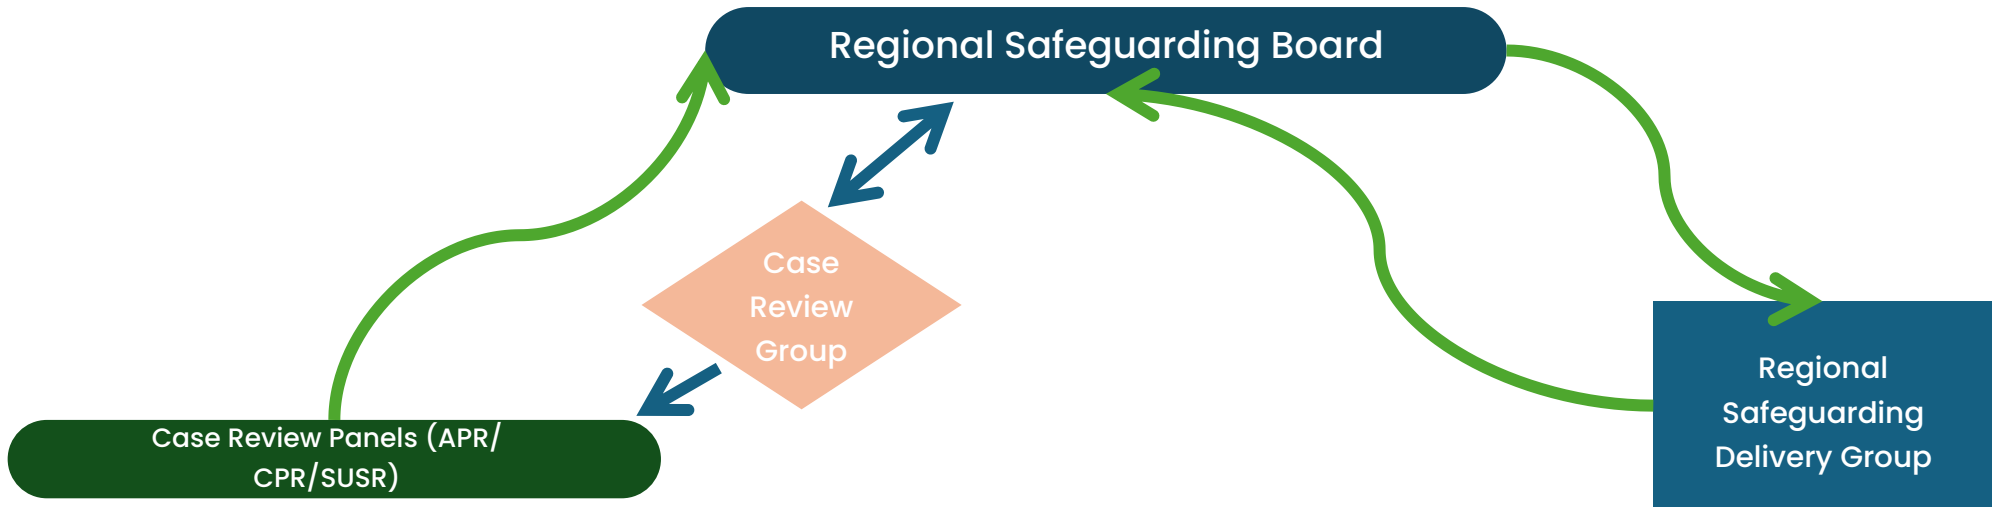 Regional Safeguarding Board
Case
Review
Group
Regional
Safeguarding
Delivery Group
Case Review Panels (APR/
CPR/SUSR)